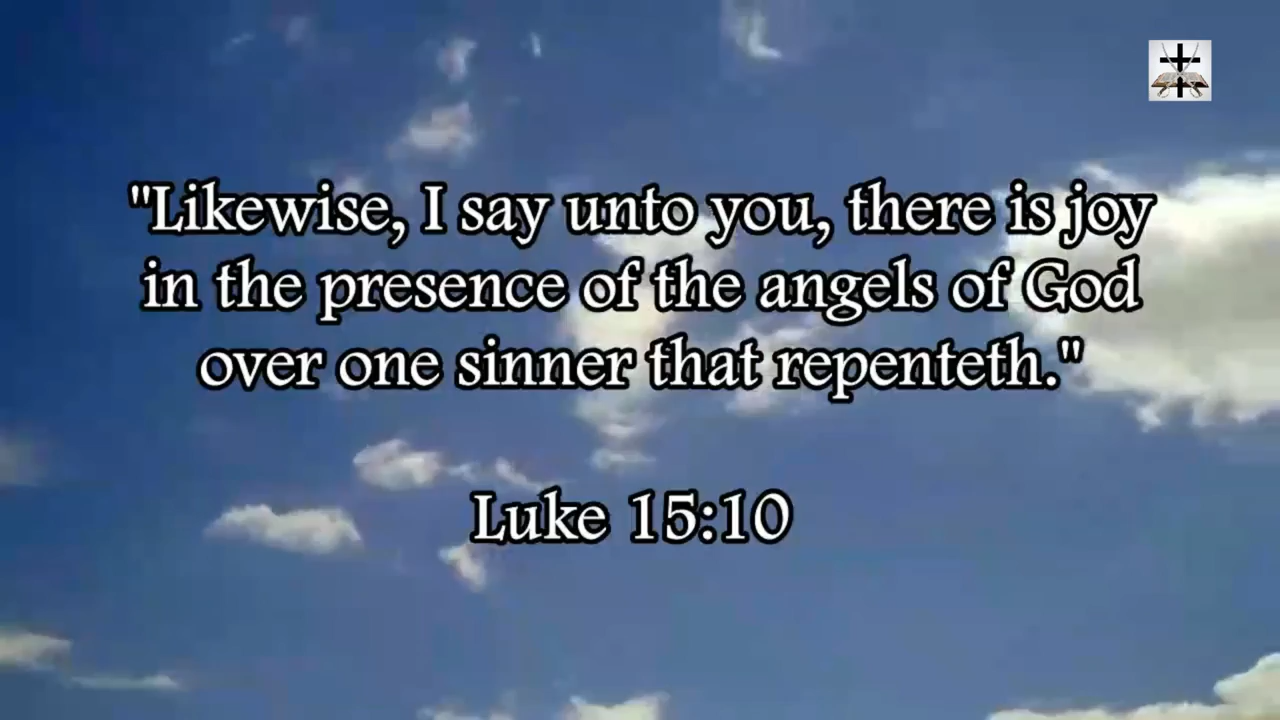 "Likewise, I say unto you, there is joy
in the presence of the angels of God
over one sinner that repenteth."
Luke 15:10